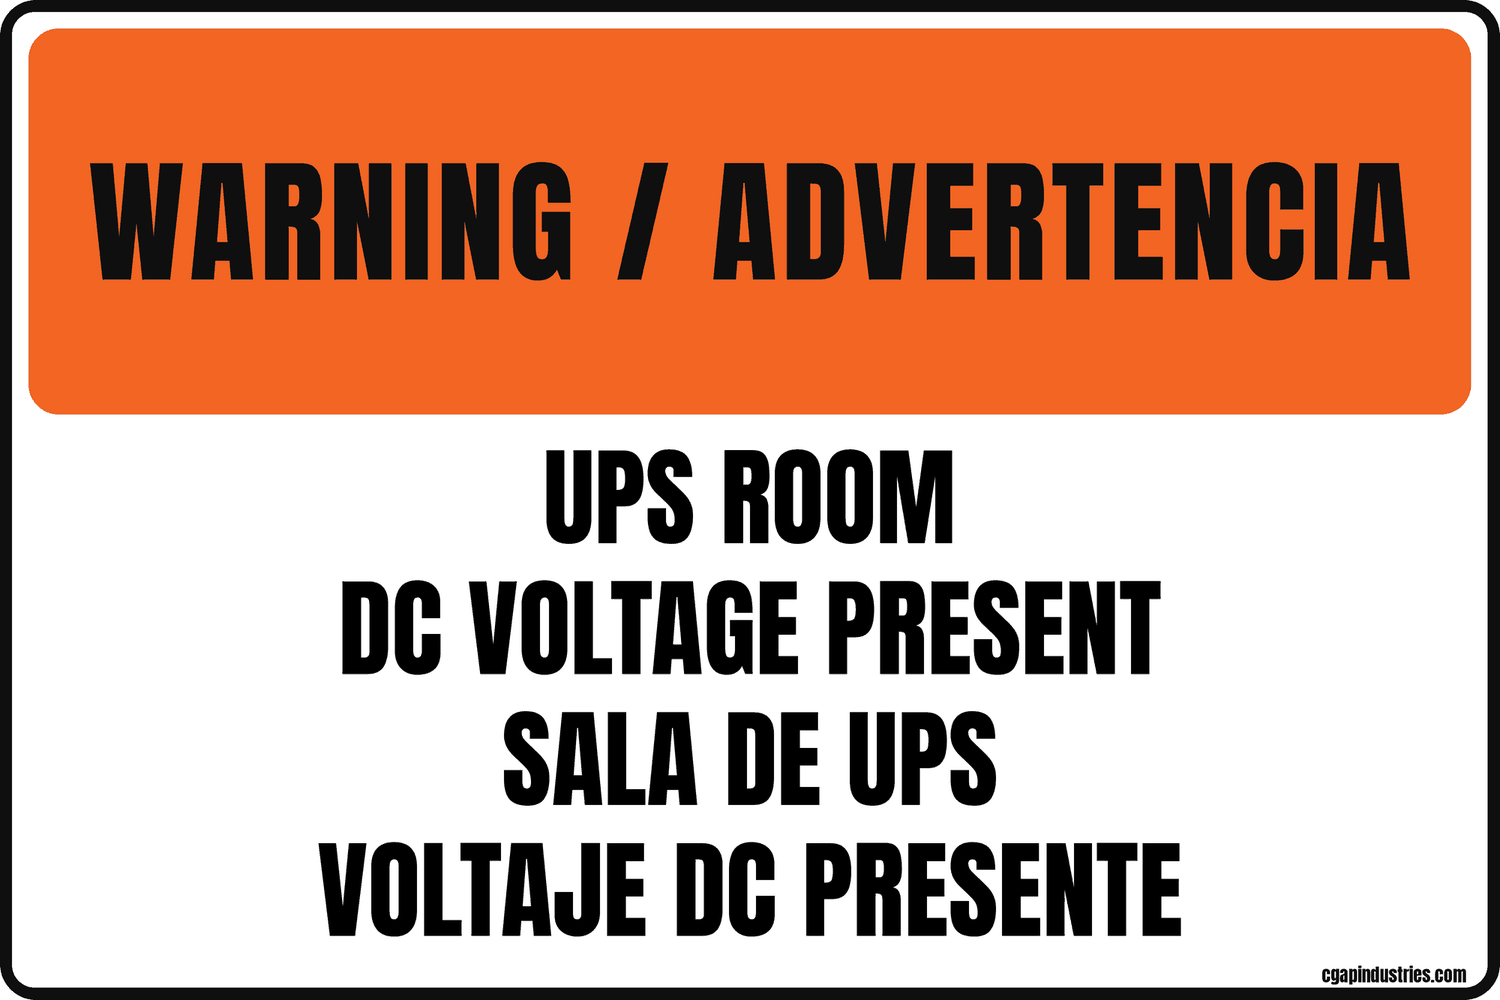 WARNING / ADVERTENCIA
UPS ROOM
DC VOLTAGE PRESENT
SALA DE UPS
VOLTAJE DC PRESENTE
cgapindustries.com